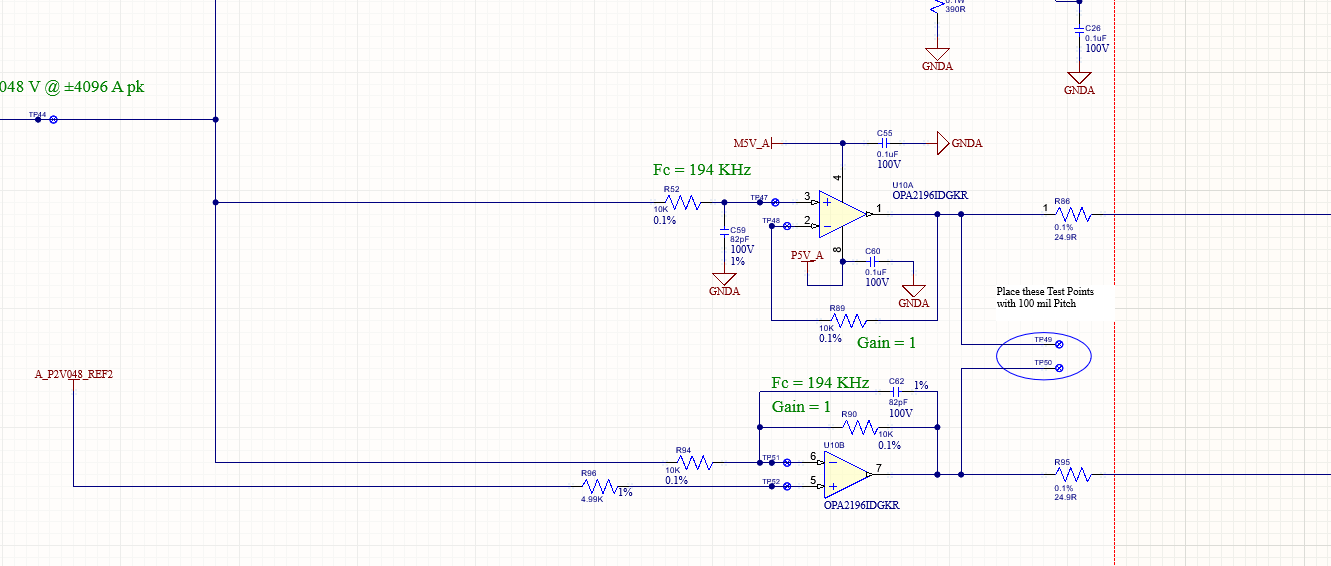 0.1W
390R
GNDA
C26
0.1uF
100V
GNDA
048 V @ ±4096 A pk
TP44
M5V_A
C55
0.1uF
100V
GNDA
Fc = 194 KHz
R52
10K
0.1%
TP47
TP48
3
2
4
8
1
U10A
OPA2196IDGKR
C59
82pF
100V
1%
GNDA
P5V_A
C60
0.1uF
100V
GNDA
1
R86
0.1%
24.9R
R89
10K
0.1%
Gain = 1
Place these Test Points
with 100 mil Pitch
TP49
TP50
A_P2V048_REF2
Fc = 194 KHz
C62
1%
82pF
100V
Gain = 1
R90
10K
0.1%
R94
10K
0.1%
TP51
TP52
6
5
7
U10B
OPA2196IDGKR
R96
1%
4.99K
R95
0.1%
24.9R